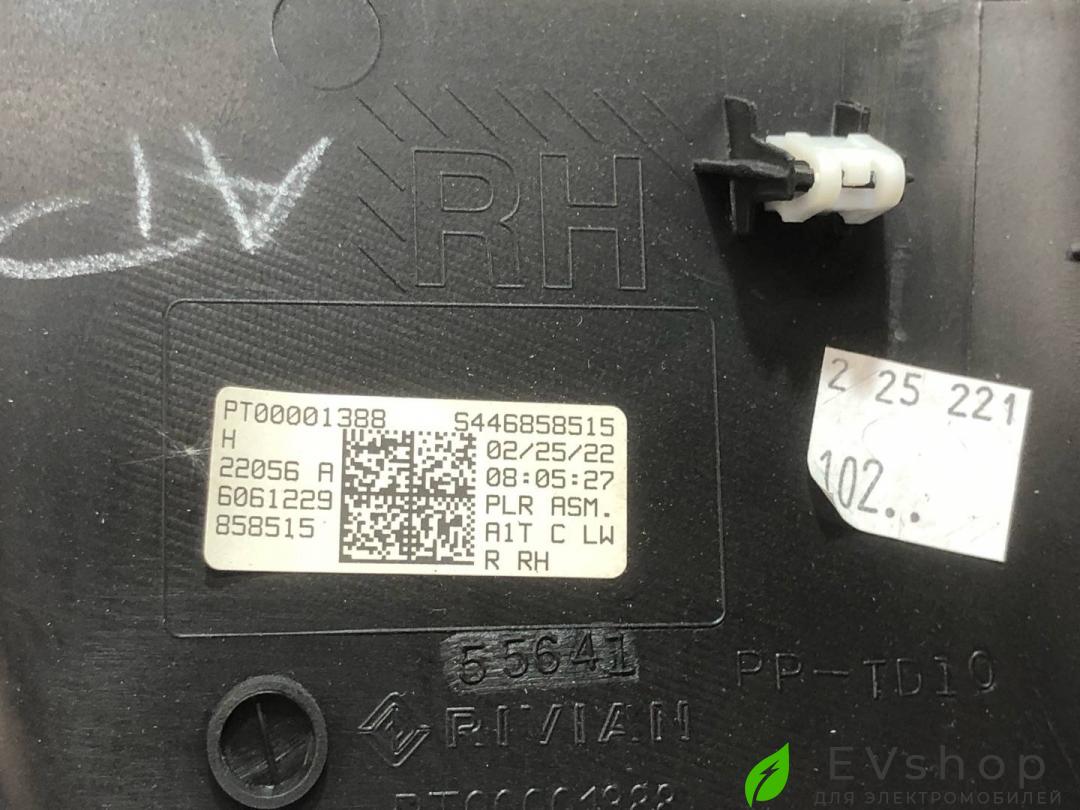 RH
PT00001388 S446858515
H 02/25/22
22056 A 08:05:27
6061229 PLR ASM.
858515 A1T C LW
R RH
2 25 221
102..
55641
PP-TD10
RIVIAN
EVshop
ДЛЯ ЭЛЕКТРОМОБИЛЕЙ